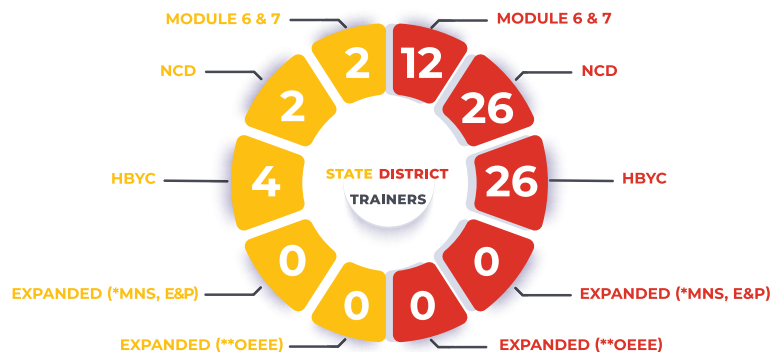 MODULE 6 & 7
MODULE 6 & 7
2
12
NCD
NCD
2
26
HBYC
4
STATE DISTRICT
TRAINERS
26
HBYC
0
0
EXPANDED (*MNS, E&P)
EXPANDED (*MNS, E&P)
0
0
EXPANDED (**OEEE)
EXPANDED (**OEEE)